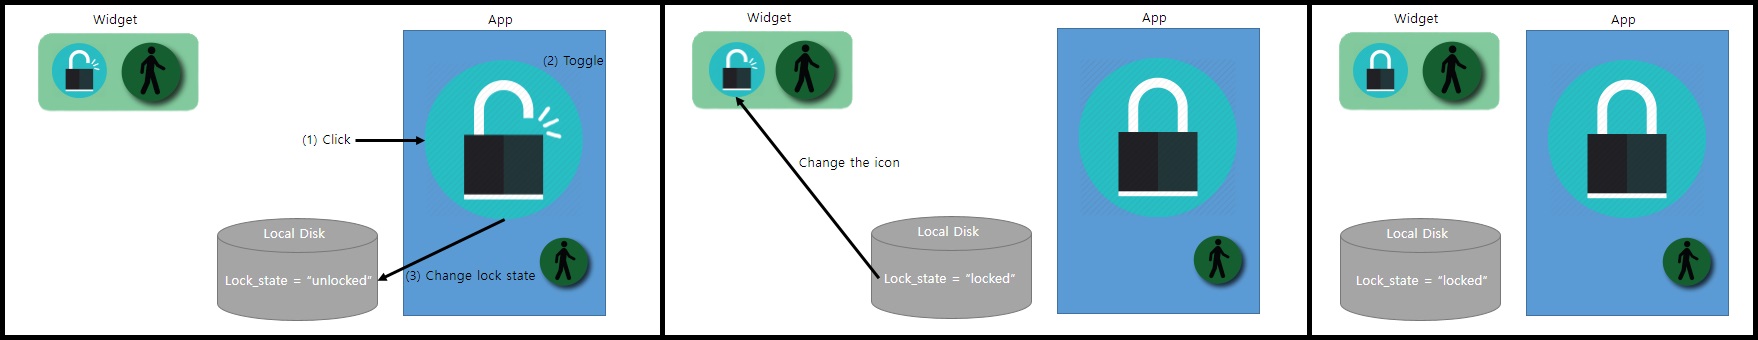 Widget
App
(2) Toggle
(1) Click
Local Disk
Lock_state = “unlocked”
(3) Change lock state
Widget
App
Change the icon
Local Disk
Lock_state = “locked”
Widget
App
Local Disk
Lock_state = “locked”